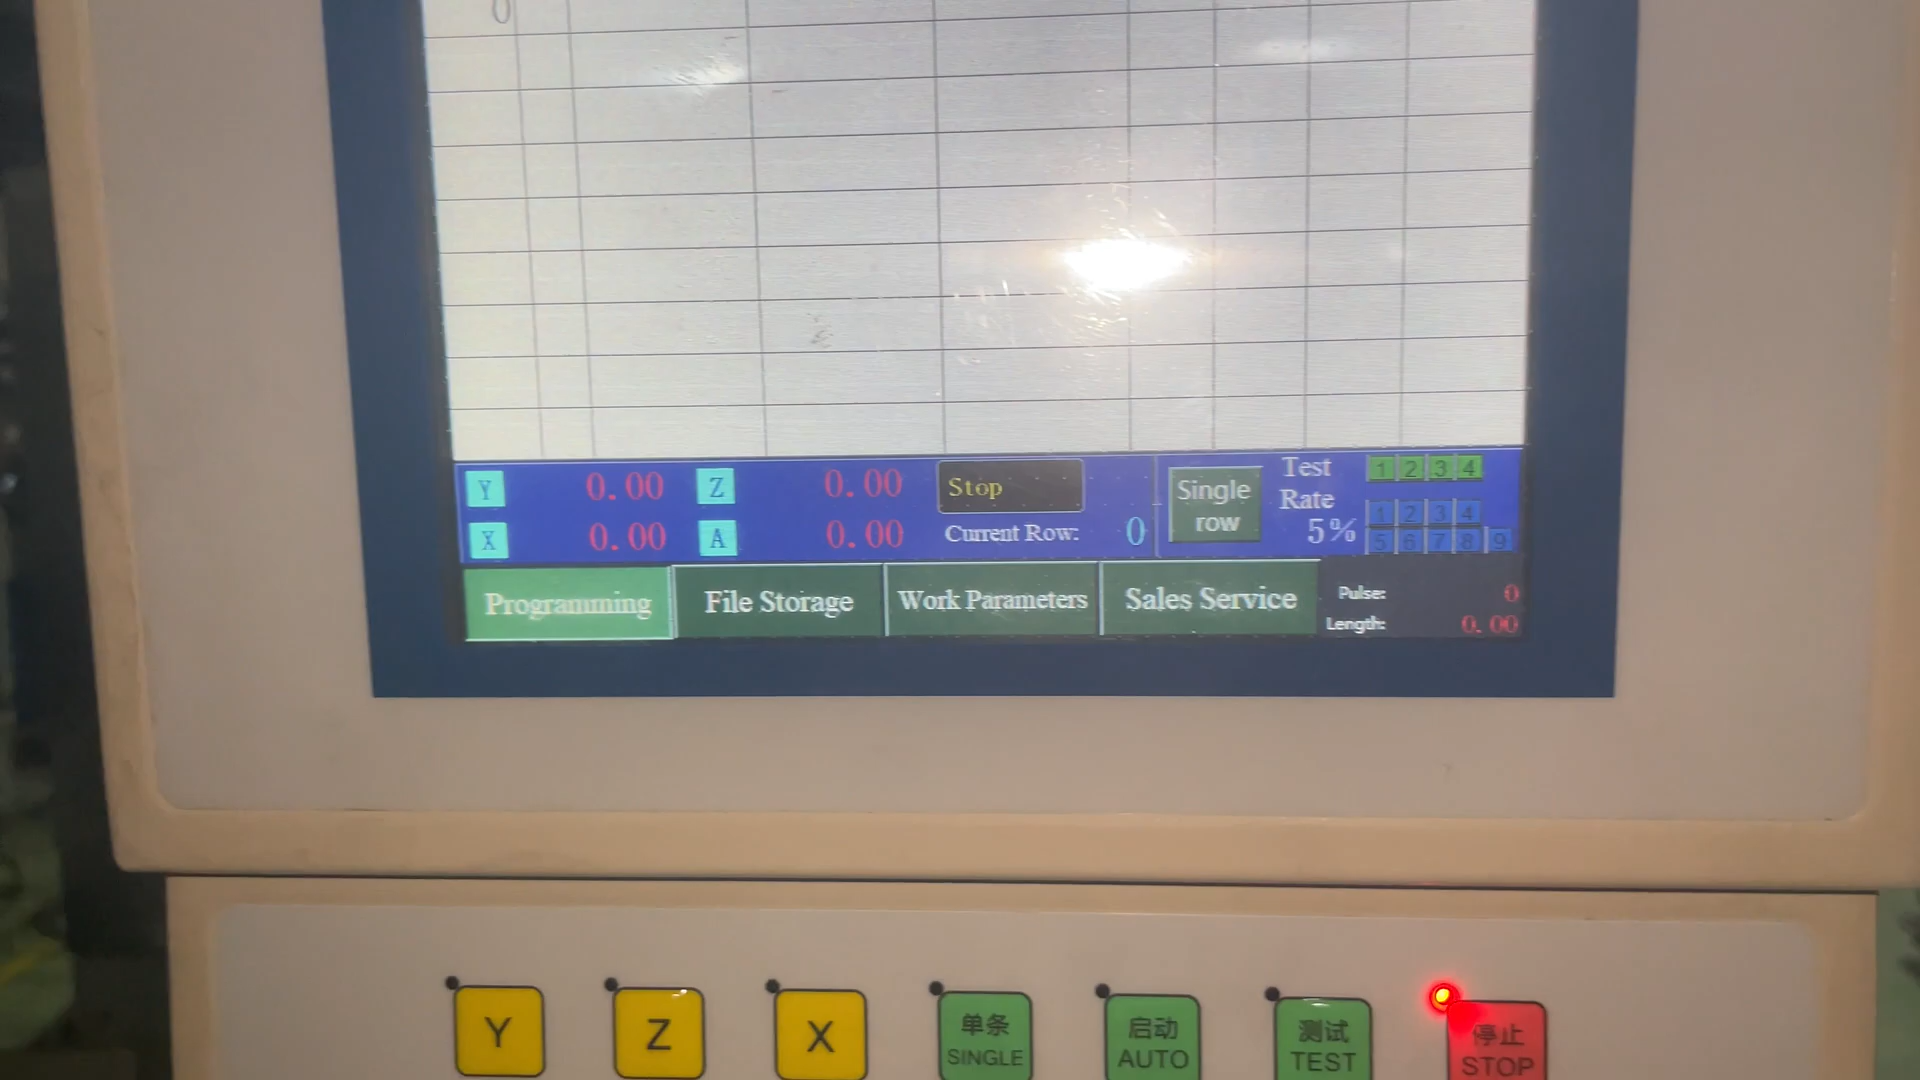 0
Y 0.00 Z 0.00 Stop
X 0.00 A 0.00 Current Row: 0
Single
row
Test
Rate
5%
1 2 3 4
1 2 3 4
5 6 7 8 9
Programming File Storage Work Parameters Sales Service
Pulse: 0
Length: 0.00
Y Z X
单条
SINGLE
启动
AUTO
测试
TEST
停止
STOP